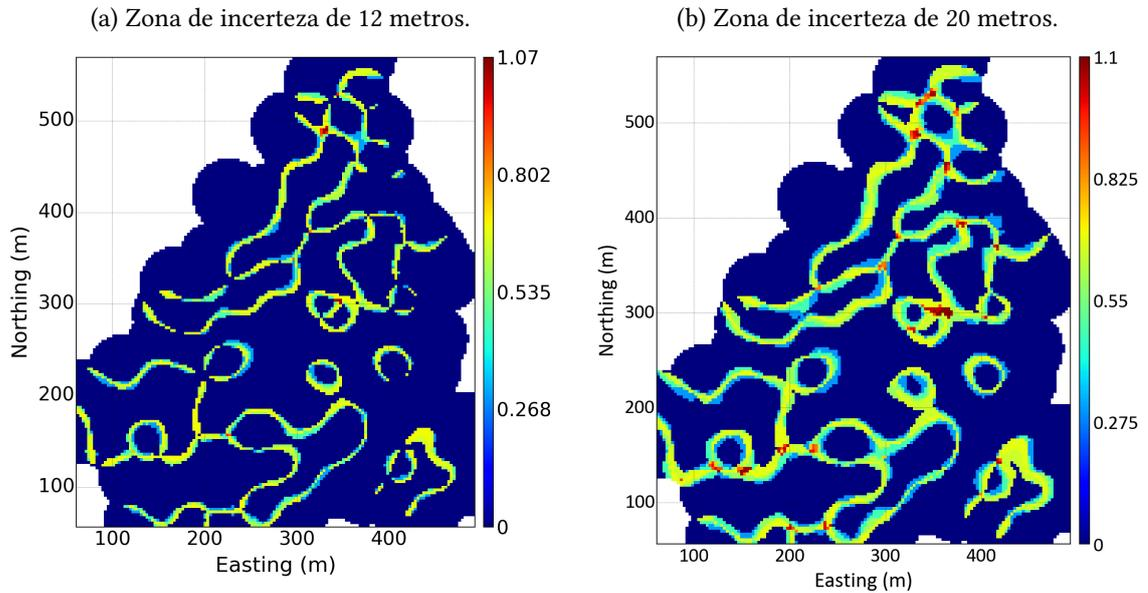 (a) Zona de incerteza de 12 metros.
(b) Zona de incerteza de 20 metros.
1.07
0.802
0.535
0.268
0
500
400
300
200
100
Northing (m)
100 200 300 400
Easting (m)
1.1
0.825
0.55
0.275
0
500
400
300
200
100
Northing (m)
100 200 300 400
Easting (m)